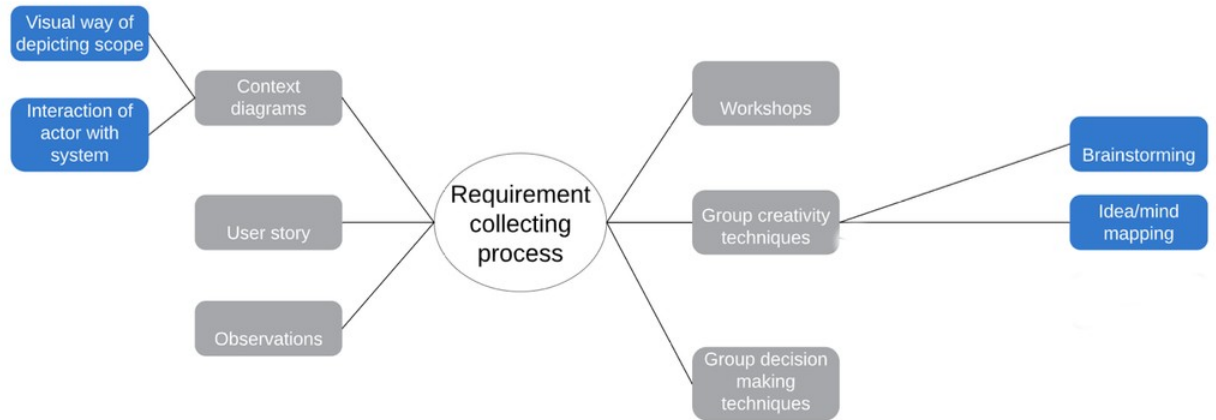 Visual way of
depicting scope
Interaction of
actor with
system
Context
diagrams
User story
Observations
Requirement
collecting
process
Workshops
Group creativity
techniques
Group decision
making
techniques
Brainstorming
Idea/mind
mapping